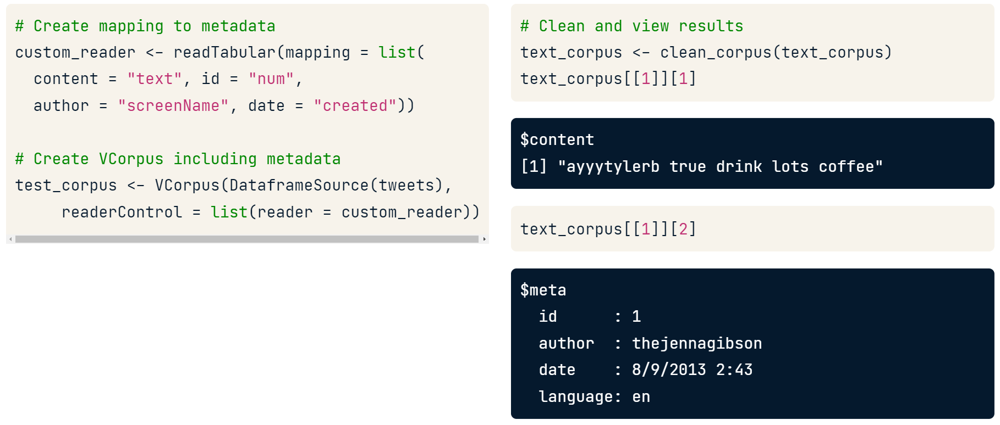 # Create mapping to metadata
custom_reader <- readTabular(mapping = list(
  content = "text", id = "num",
  author = "screenName", date = "created"))

# Create VCorpus including metadata
test_corpus <- VCorpus(DataframeSource(tweets),
     readerControl = list(reader = custom_reader))
# Clean and view results
text_corpus <- clean_corpus(text_corpus)
text_corpus[[1]][1]
$content
[1] "ayyytylerb true drink lots coffee"
text_corpus[[1]][2]
$meta
  id      : 1
  author  : thejennagibson
  date    : 8/9/2013 2:43
  language: en